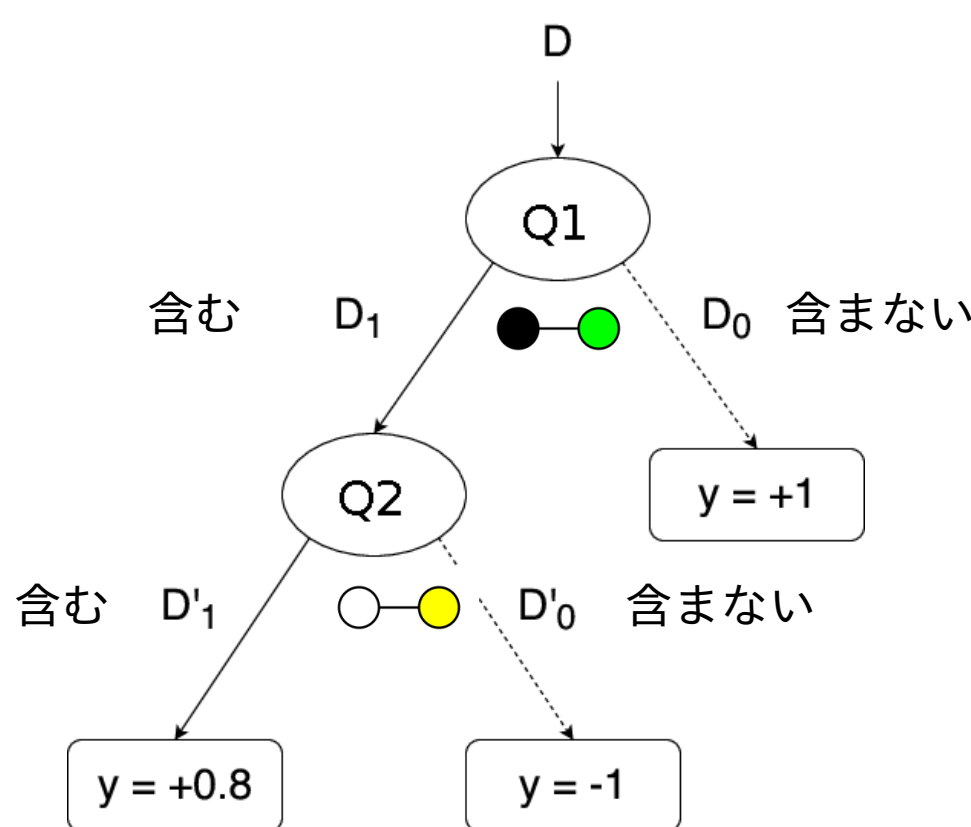 D
Q1
含む D₁ D₀ 含まない
Q2
y = +1
含む D'₁ D'₀ 含まない
y = +0.8
y = -1